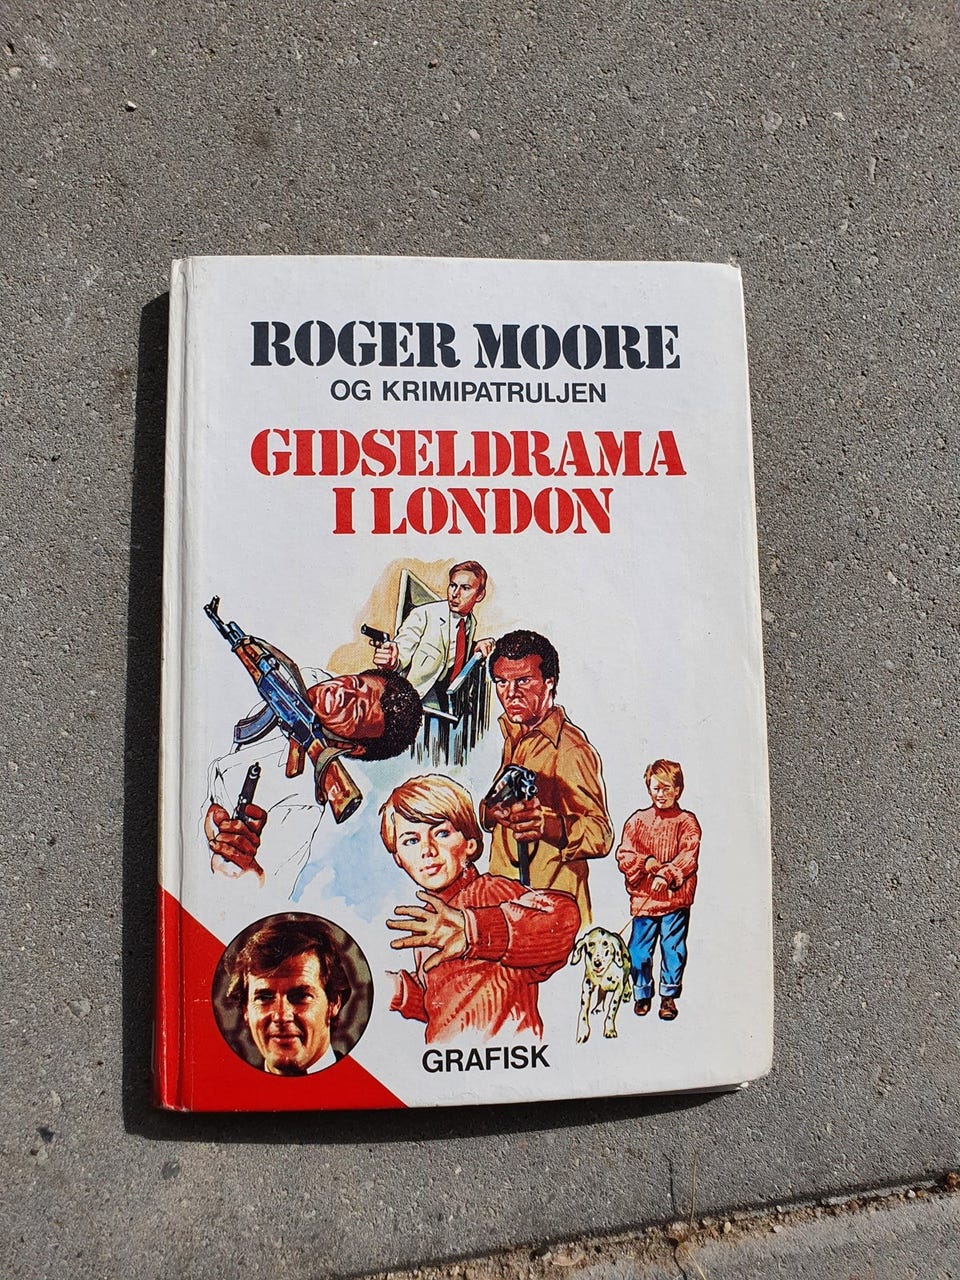 ROGER MOORE
OG KRIMIPATRULJEN
GIDSELDRAMA
I LONDON
GRAFISK